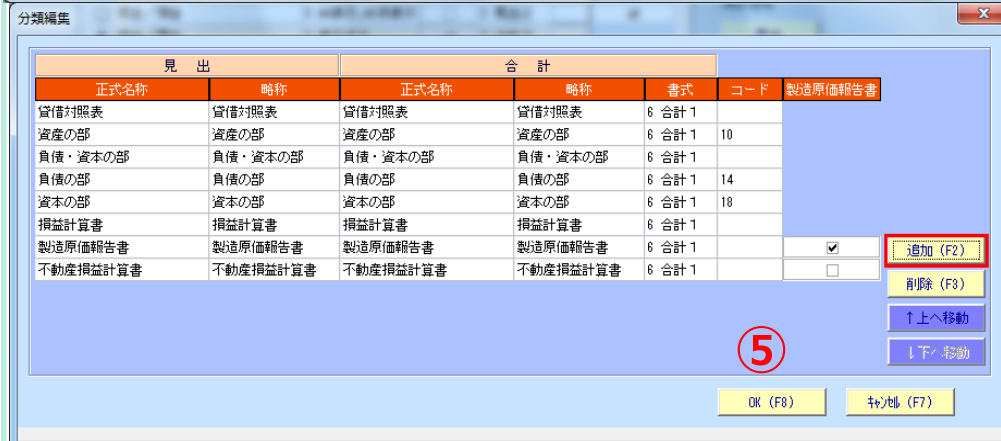 分類編集
見 出 合 計
正式名称 略称 正式名称 略称 書式 コード 製造原価報告書
貸借対照表 貸借対照表 貸借対照表 貸借対照表 6 合計1
資産の部 資産の部 資産の部 資産の部 6 合計1 10
負債・資本の部 負債・資本の部 負債・資本の部 負債・資本の部 6 合計1
負債の部 負債の部 負債の部 負債の部 6 合計1 14
資本の部 資本の部 資本の部 資本の部 6 合計1 18
損益計算書 損益計算書 損益計算書 損益計算書 6 合計1
製造原価報告書 製造原価報告書 製造原価報告書 製造原価報告書 6 合計1
不動産損益計算書 不動産損益計算書 不動産損益計算書 不動産損益計算書 6 合計1
追加 (F2)
削除 (F3)
↑上へ移動
↓下へ移動
⑤
OK (F8) ｷｬﾝｾﾙ (F7)